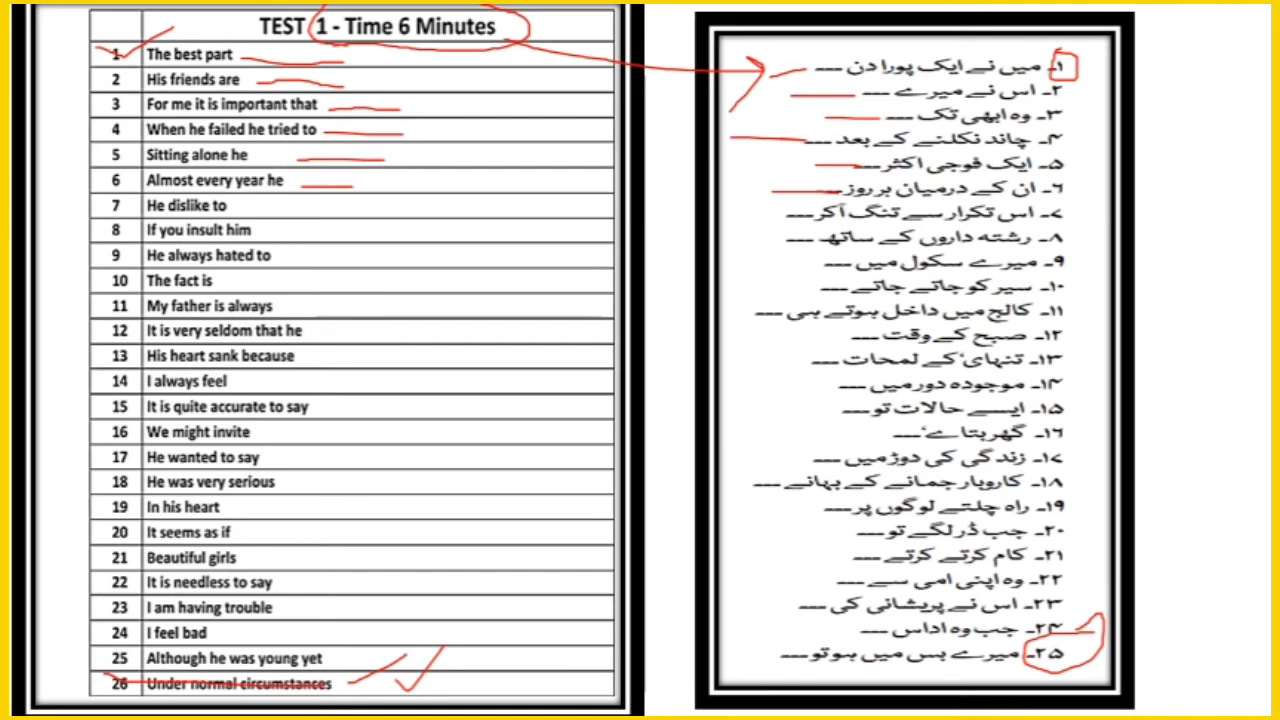 TEST 1 - Time 6 Minutes
1 The best part
2 His friends are
3 For me it is important that
4 When he failed he tried to
5 Sitting alone he
6 Almost every year he
7 He dislike to
8 If you insult him
9 He always hated to
10 The fact is
11 My father is always
12 It is very seldom that he
13 His heart sank because
14 I always feel
15 It is quite accurate to say
16 We might invite
17 He wanted to say
18 He was very serious
19 In his heart
20 It seems as if
21 Beautiful girls
22 It is needless to say
23 I am having trouble
24 I feel bad
25 Although he was young yet
26 Under normal circumstances
۱۔ میں نے ایک پورا دن ---
۲۔ اس نے میرے ---
۳۔ وہ ابھی تک ---
۴۔ چاند نکلنے کے بعد ---
۵۔ ایک فوجی اکثر ---
۶۔ ان کے درمیان ہر روز ---
۷۔ اس تکرار سے تنگ آکر ---
۸۔ رشتہ داروں کے ساتھ ---
۹۔ میرے سکول میں ---
۱۰۔ سیر کو جاتے جاتے ---
۱۱۔ کالج میں داخل ہوتے ہی ---
۱۲۔ صبح کے وقت ---
۱۳۔ تنہائ کے لمحات ---
۱۴۔ موجودہ دور میں ---
۱۵۔ ایسے حالات تو ---
۱۶۔ گھر بتائے ---
۱۷۔ زندگی کی دوڑ میں ---
۱۸۔ کاروبار جمانے کے بہانے ---
۱۹۔ راہ چلتے لوگوں پر ---
۲۰۔ جب ڈر لگے تو ---
۲۱۔ کام کرتے کرتے ---
۲۲۔ وہ اپنی امی سے ---
۲۳۔ اس نے پریشانی کی ---
۲۴۔ جب وہ اداس ---
۲۵۔ میرے بس میں ہو تو ---